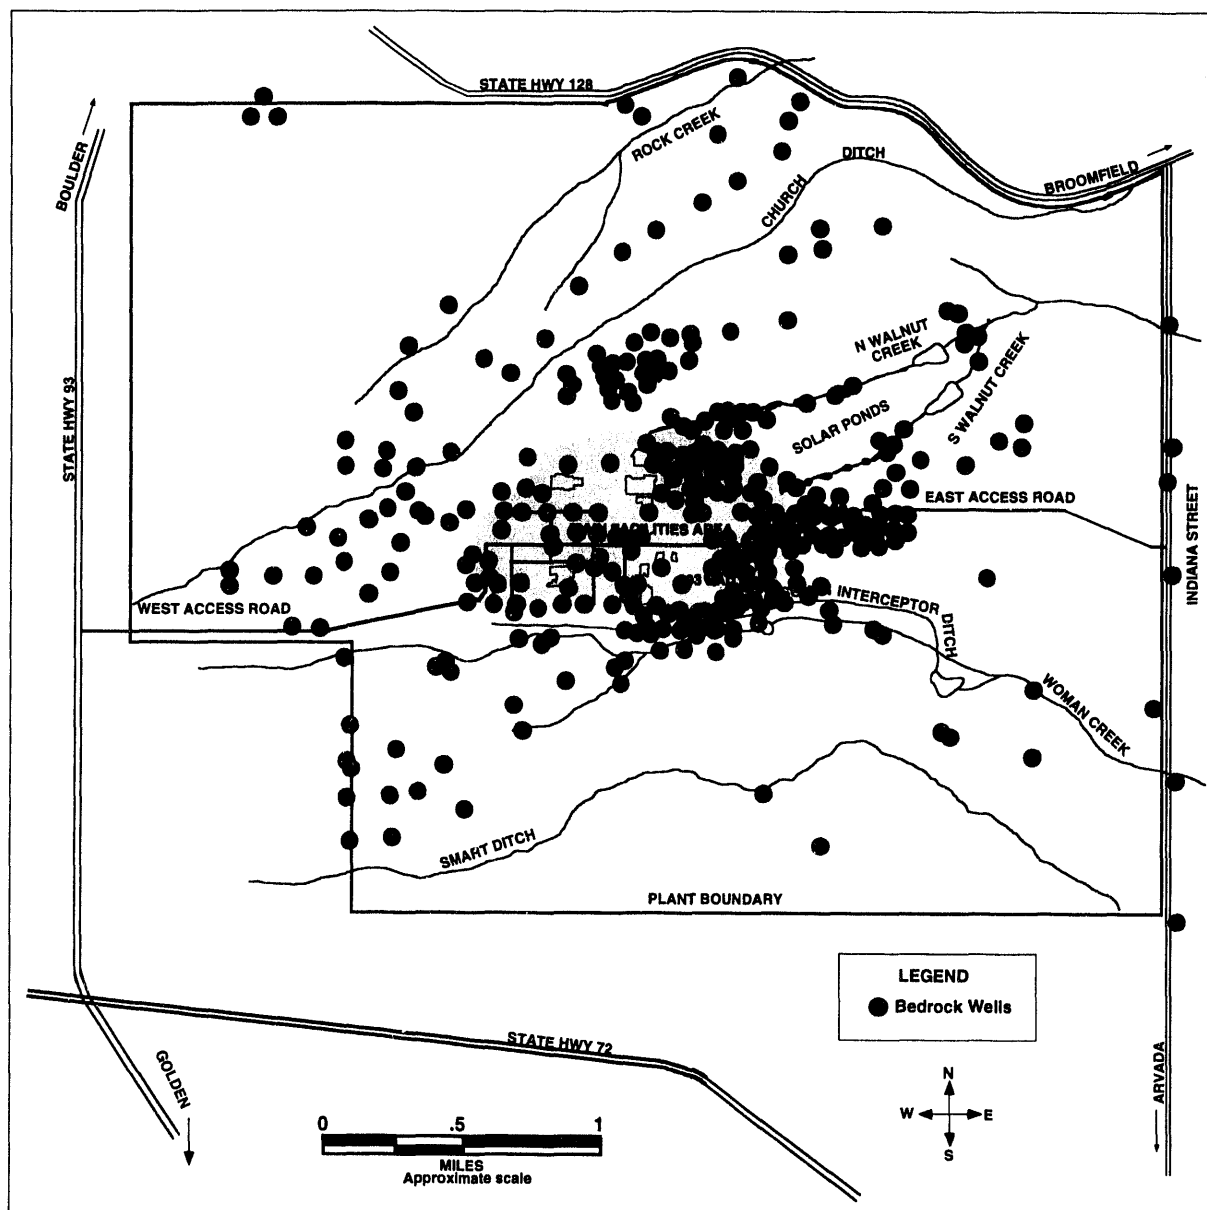 STATE HWY 128
ROCK CREEK
BOULDER
DITCH
CHURCH
BROOMFIELD
N WALNUT
CREEK
S WALNUT CREEK
SOLAR PONDS
STATE HWY 93
EAST ACCESS ROAD
INDIANA STREET
FACILITIES AREA
WEST ACCESS ROAD
INTERCEPTOR
DITCH
WOMAN CREEK
SMART DITCH
PLANT BOUNDARY
LEGEND
Bedrock Wells
STATE HWY 72
GOLDEN
ARVADA
N
W E
S
0 .5 1
MILES
Approximate scale